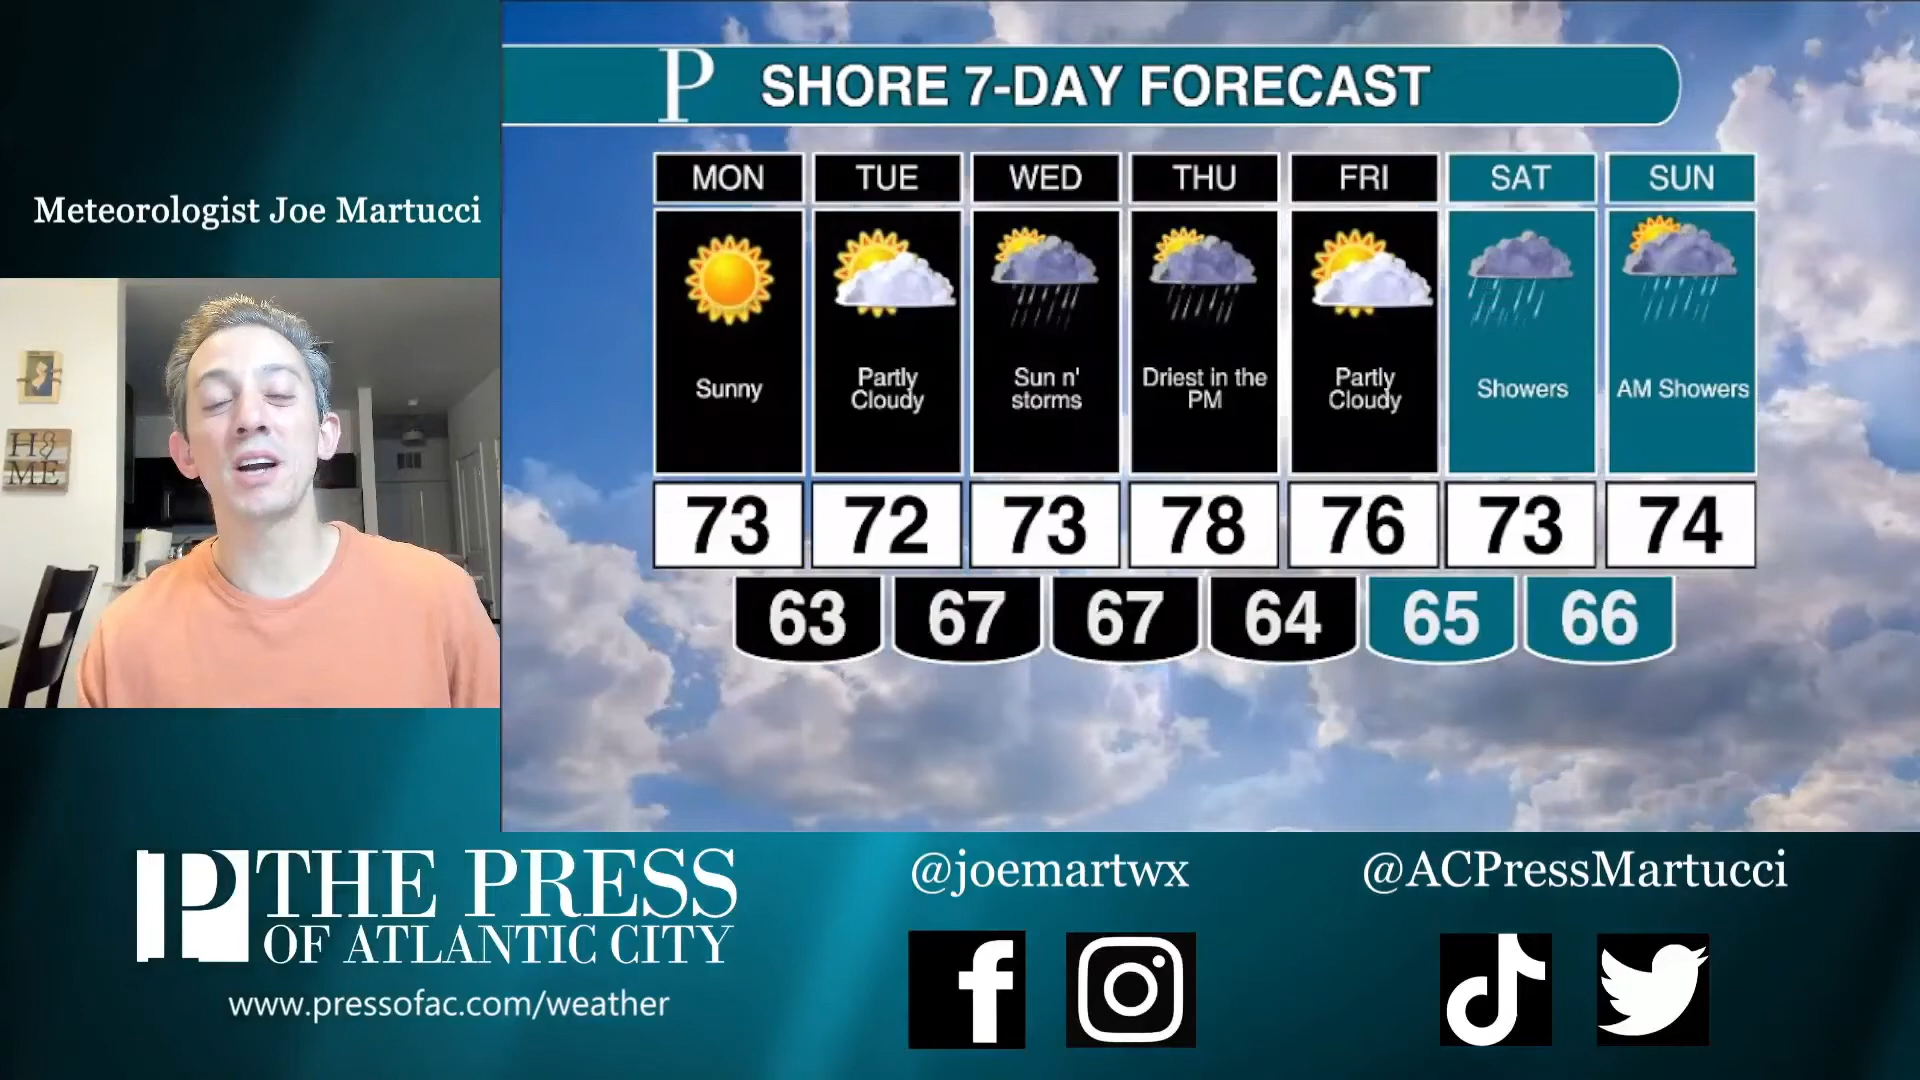 P SHORE 7-DAY FORECAST
Meteorologist Joe Martucci
MON TUE WED THU FRI SAT SUN
Sunny
Partly
Cloudy
Sun n'
storms
Driest in the
PM
Partly
Cloudy
Showers
AM Showers
73 72 73 78 76 73 74
63 67 67 64 65 66
H ME
P THE PRESS
OF ATLANTIC CITY
www.pressofac.com/weather
@joemartwx
@ACPressMartucci